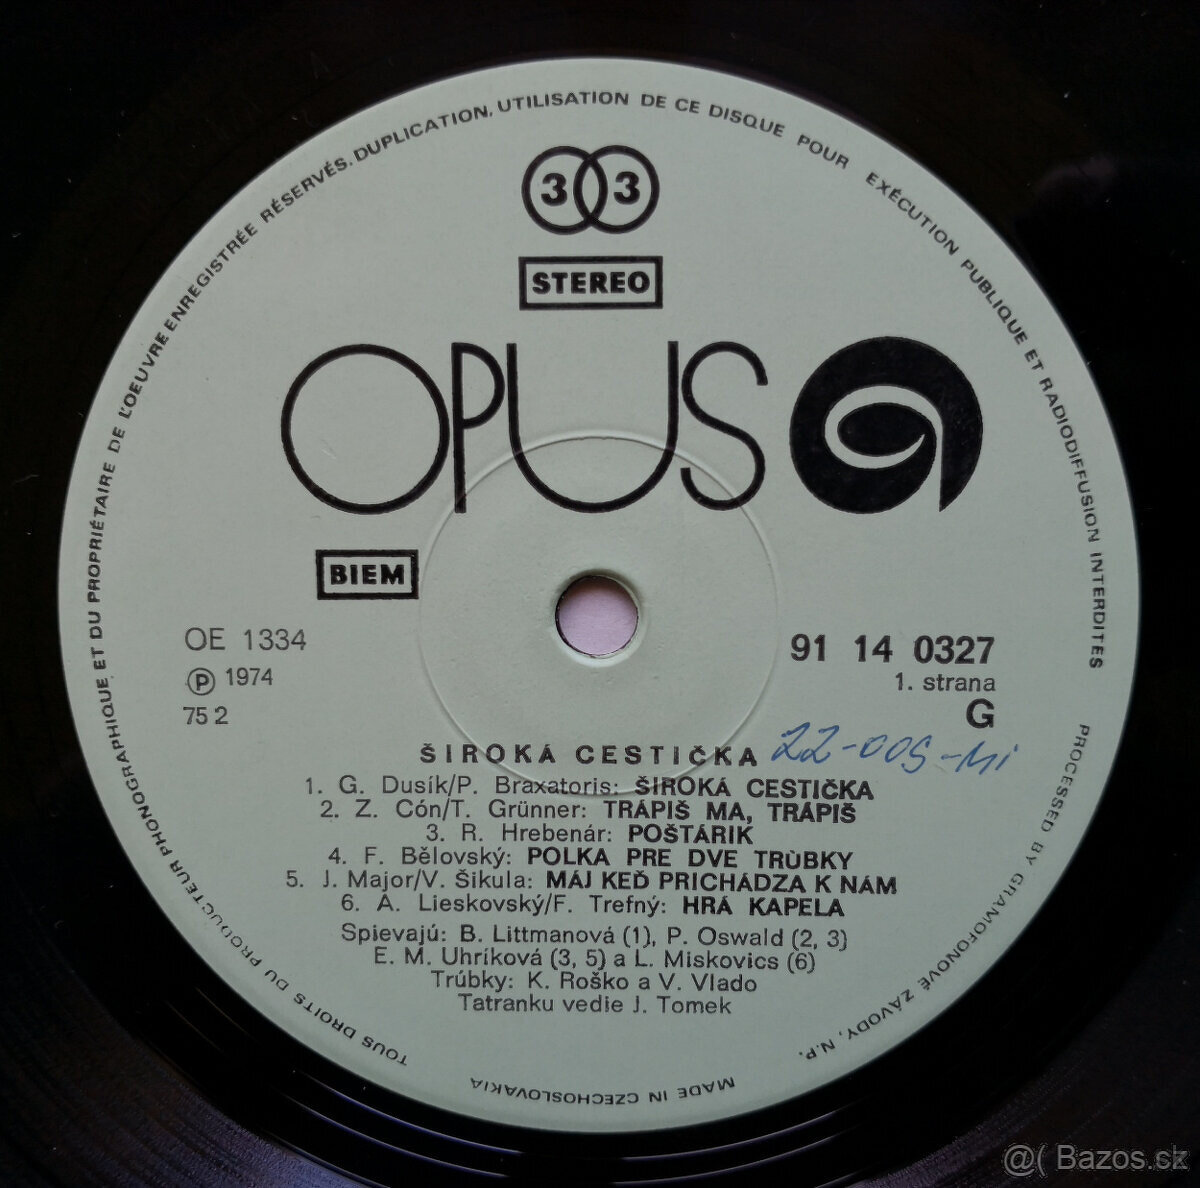 TOUS DROITS DU PRODUCTEUR PHONOGRAPHIQUE ET DU PROPRIÉTAIRE DE L'OEUVRE ENREGISTRÉE RÉSERVÉS. DUPLICATION, UTILISATION DE CE DISQUE POUR EXÉCUTION PUBLIQUE ET RADIODIFFUSION INTERDITES
33
STEREO
OPUS
BIEM
OE 1334
Ⓟ 1974
75 2
91 14 0327
1. strana
G
ŠIROKÁ CESTIČKA
1. G. Dusík/P. Braxatoris: ŠIROKÁ CESTIČKA
2. Z. Cón/T. Grünner: TRÁPIŠ MA, TRÁPIŠ
3. R. Hrebenár: POŠTÁRIK
4. F. Bělovský: POLKA PRE DVE TRÚBKY
5. J. Major/V. Šikula: MÁJ KEĎ PRICHÁDZA K NÁM
6. A. Lieskovský/F. Trefný: HRÁ KAPELA
Spievajú: B. Littmanová (1), P. Oswald (2, 3)
E. M. Uhríková (3, 5) a L. Miskovics (6)
Trúbky: K. Roško a V. Vlado
Tatranku vedie J. Tomek
PROCESSED BY GRAMOFONOVÉ ZÁVODY, N.P.
MADE IN CZECHOSLOVAKIA
@( Bazos.sk